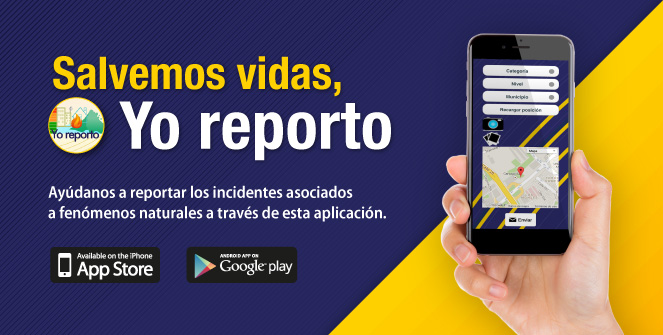 Salvemos vidas,
Yo reporto
Yo reporto
Ayúdanos a reportar los incidentes asociados
a fenómenos naturales a través de esta aplicación.
Available on the iPhone
App Store
ANDROID APP ON
Google play
Categoría
Nivel
Municipio
Recargar posición
Mapa
Enviar